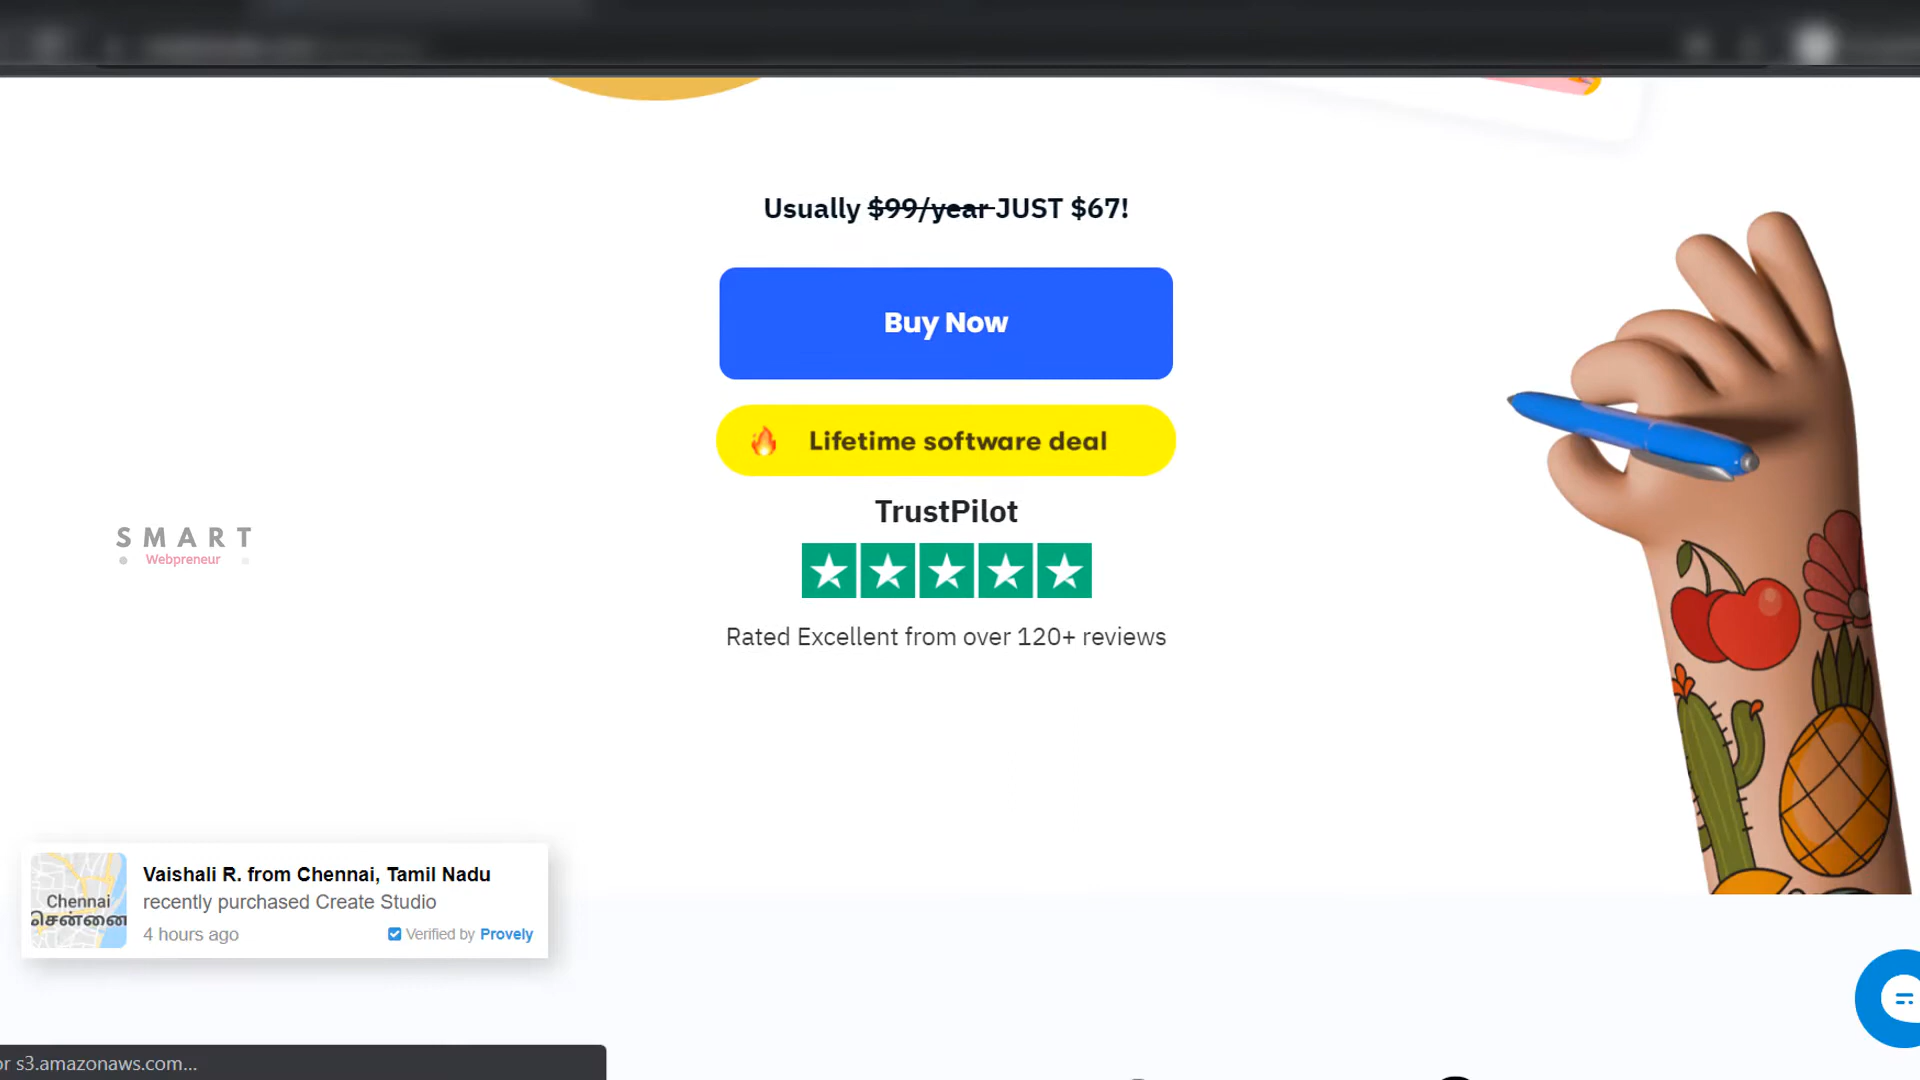 Usually $99/year JUST $67!
Buy Now
Lifetime software deal
TrustPilot
SMART
Webpreneur
Rated Excellent from over 120+ reviews
Chennai
சென்னை
Vaishali R. from Chennai, Tamil Nadu
recently purchased Create Studio
4 hours ago
Verified by Provely
s3.amazonaws.com...